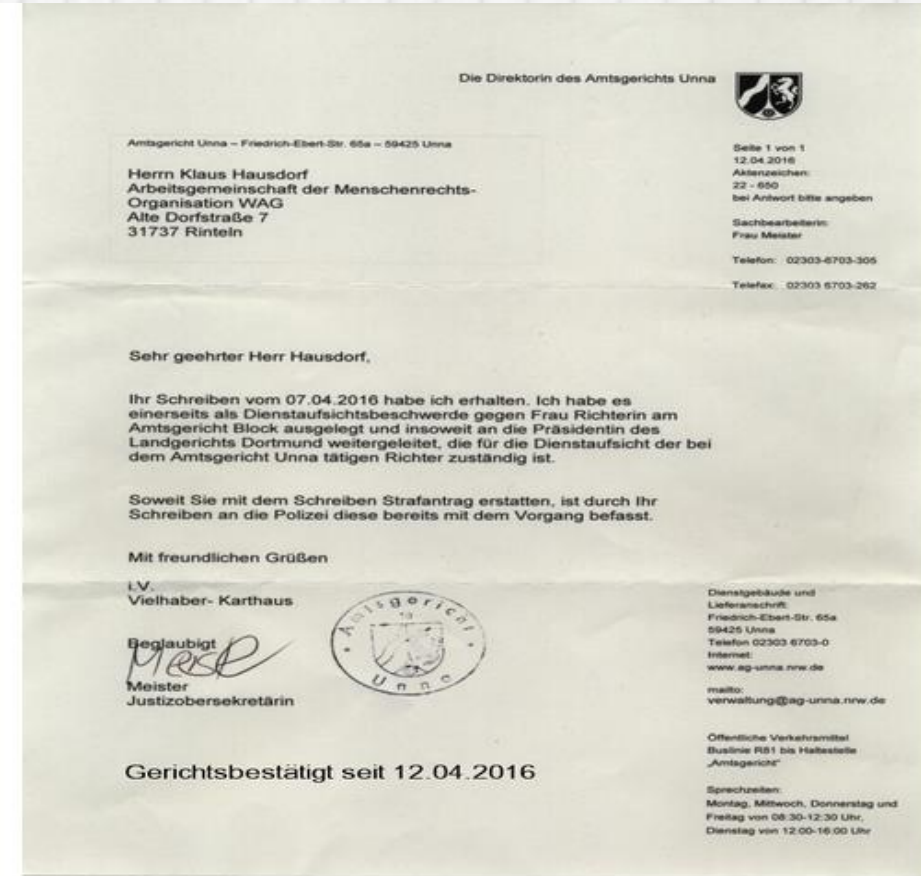 Die Direktorin des Amtsgerichts Unna
Amtsgericht Unna – Friedrich-Ebert-Str. 65a – 59425 Unna
Herrn Klaus Hausdorf
Arbeitsgemeinschaft der Menschenrechts-
Organisation WAG
Alte Dorfstraße 7
31737 Rinteln
Seite 1 von 1
12.04.2016
Aktenzeichen:
22 - 650
bei Antwort bitte angeben
Sachbearbeiterin:
Frau Meister
Telefon: 02303-6703-305
Telefax: 02303 6703-262
Sehr geehrter Herr Hausdorf,
Ihr Schreiben vom 07.04.2016 habe ich erhalten. Ich habe es
einerseits als Dienstaufsichtsbeschwerde gegen Frau Richterin am
Amtsgericht Block ausgelegt und insoweit an die Präsidentin des
Landgerichts Dortmund weitergeleitet, die für die Dienstaufsicht der bei
dem Amtsgericht Unna tätigen Richter zuständig ist.
Soweit Sie mit dem Schreiben Strafantrag erstatten, ist durch Ihr
Schreiben an die Polizei diese bereits mit dem Vorgang befasst.
Mit freundlichen Grüßen
i.V.
Vielhaber- Karthaus
Beglaubigt
Meister
Justizobersekretärin
Amtsgericht
Unna
Gerichtsbestätigt seit 12.04.2016
Dienstgebäude und
Lieferanschrift:
Friedrich-Ebert-Str. 65a
59425 Unna
Telefon 02303 6703-0
Internet:
www.ag-unna.nrw.de
mailto:
verwaltung@ag-unna.nrw.de
Öffentliche Verkehrsmittel
Buslinie R81 bis Haltestelle
„Amtsgericht"
Sprechzeiten:
Montag, Mittwoch, Donnerstag und
Freitag von 08:30-12:30 Uhr,
Dienstag von 12:00-16:00 Uhr